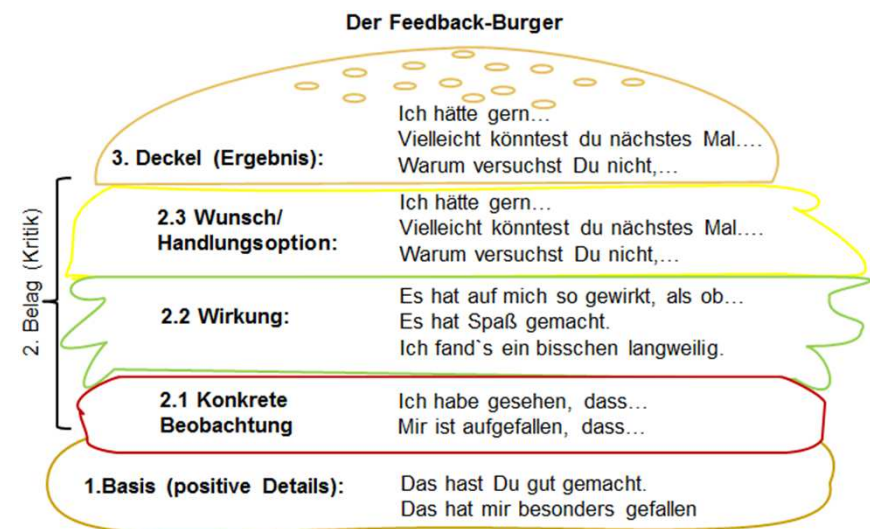 Der Feedback-Burger
3. Deckel (Ergebnis):
Ich hätte gern…
Vielleicht könntest du nächstes Mal….
Warum versuchst Du nicht,…
2. Belag (Kritik)
2.3 Wunsch/
Handlungsoption:
Ich hätte gern…
Vielleicht könntest du nächstes Mal….
Warum versuchst Du nicht,…
2.2 Wirkung:
Es hat auf mich so gewirkt, als ob…
Es hat Spaß gemacht.
Ich fand`s ein bisschen langweilig.
2.1 Konkrete
Beobachtung
Ich habe gesehen, dass…
Mir ist aufgefallen, dass…
1.Basis (positive Details):
Das hast Du gut gemacht.
Das hat mir besonders gefallen